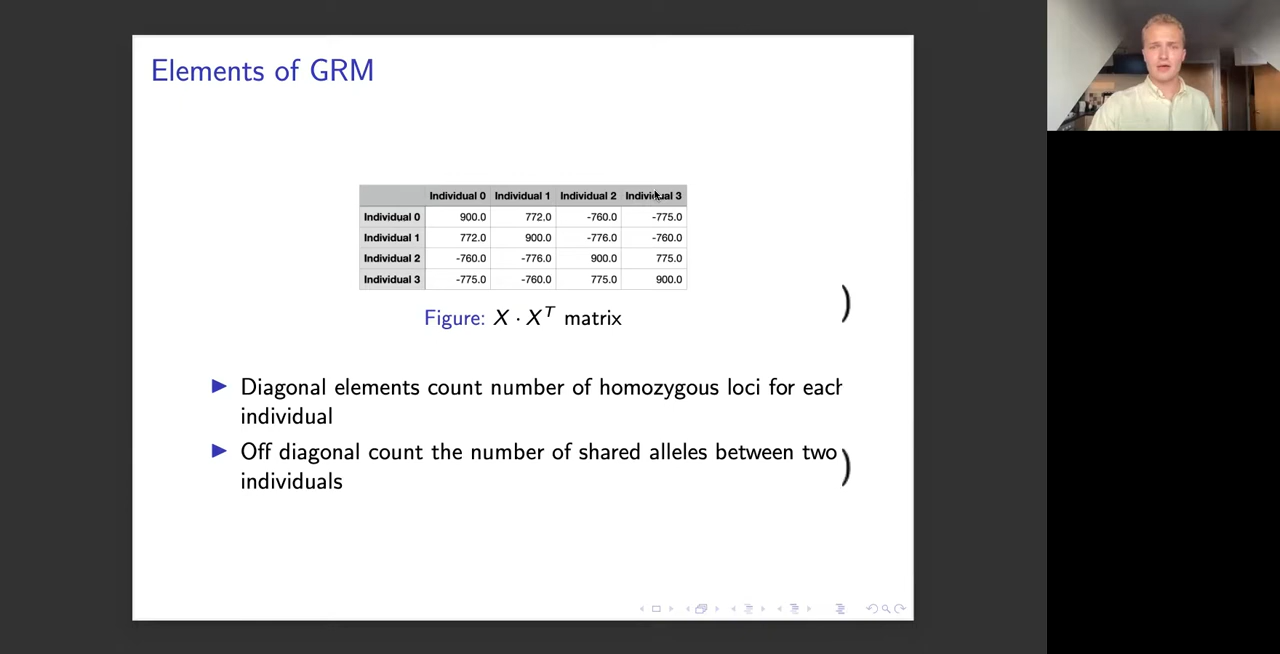 Elements of GRM
Individual 0 Individual 1 Individual 2 Individual 3
Individual 0 900.0 772.0 -760.0 -775.0
Individual 1 772.0 900.0 -776.0 -760.0
Individual 2 -760.0 -776.0 900.0 775.0
Individual 3 -775.0 -760.0 775.0 900.0
)
Figure: X · X^T matrix
▶ Diagonal elements count number of homozygous loci for each
individual
▶ Off diagonal count the number of shared alleles between two
)
individuals